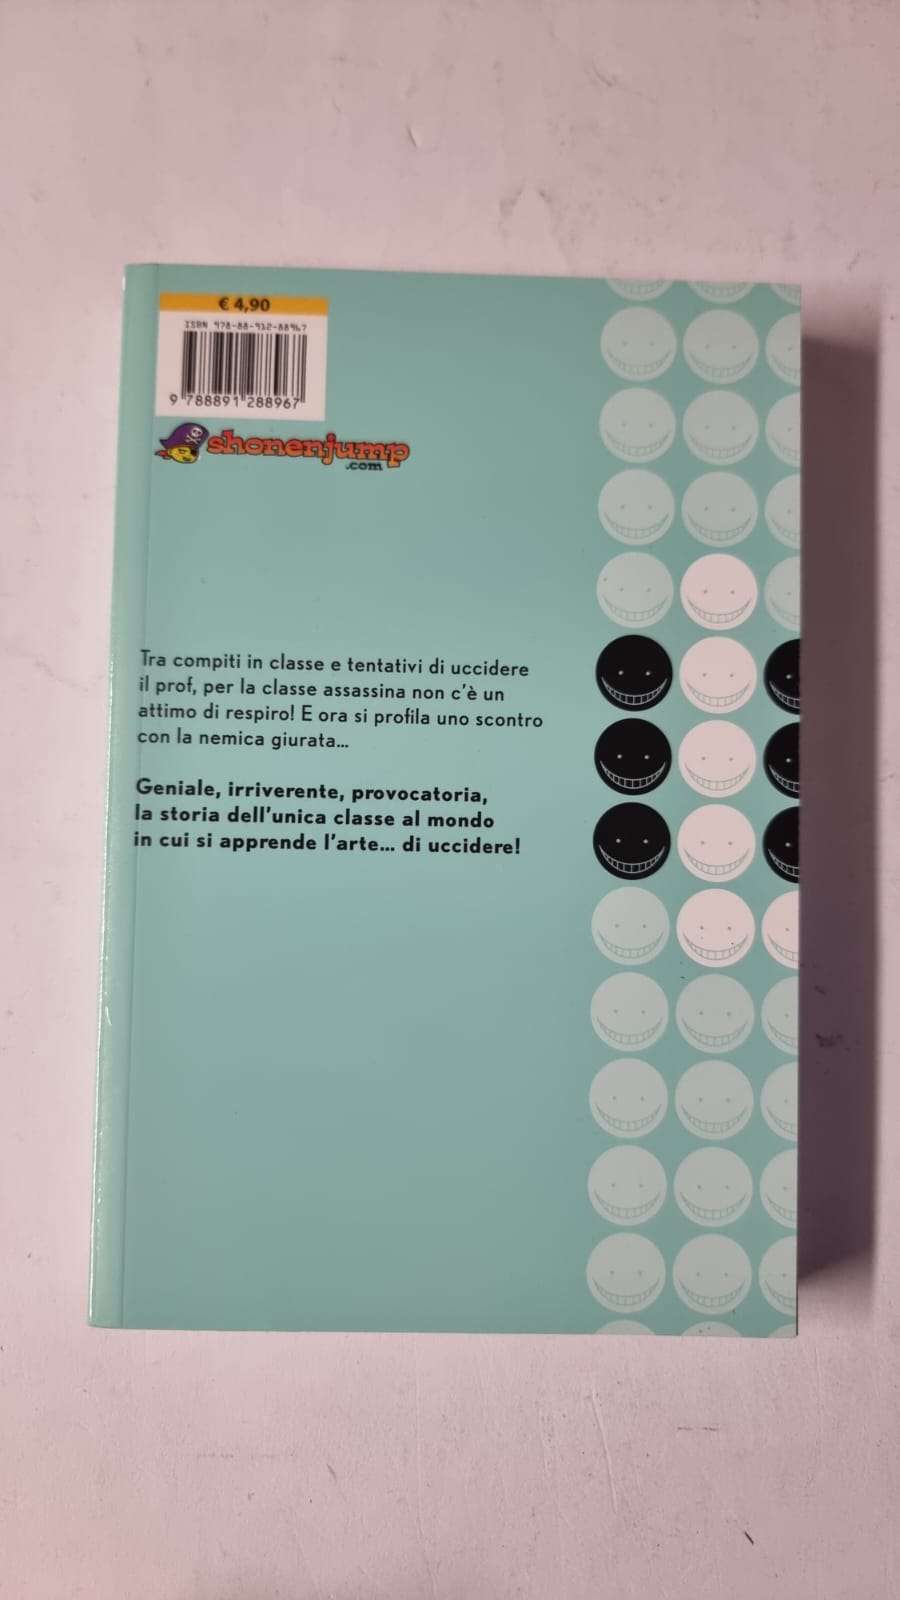 € 4,90
ISBN 978-88-912-8896-7
9 788891 288967
shonenjump
.com
Tra compiti in classe e tentativi di uccidere
il prof, per la classe assassina non c'è un
attimo di respiro! E ora si profila uno scontro
con la nemica giurata...
Geniale, irriverente, provocatoria,
la storia dell'unica classe al mondo
in cui si apprende l'arte... di uccidere!